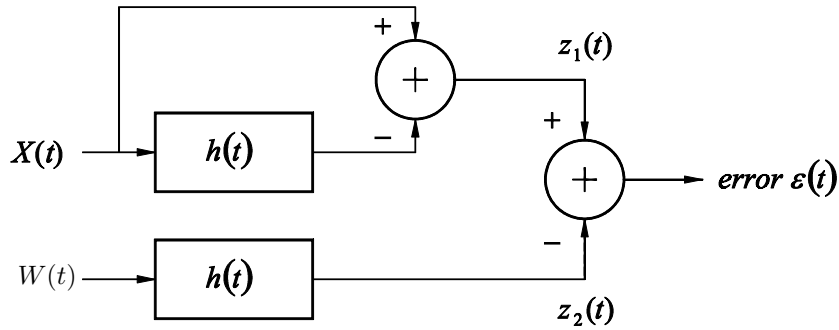 +
z₁(t)
+
X(t)
h(t)
−
+
+
error ε(t)
−
W(t)
h(t)
z₂(t)